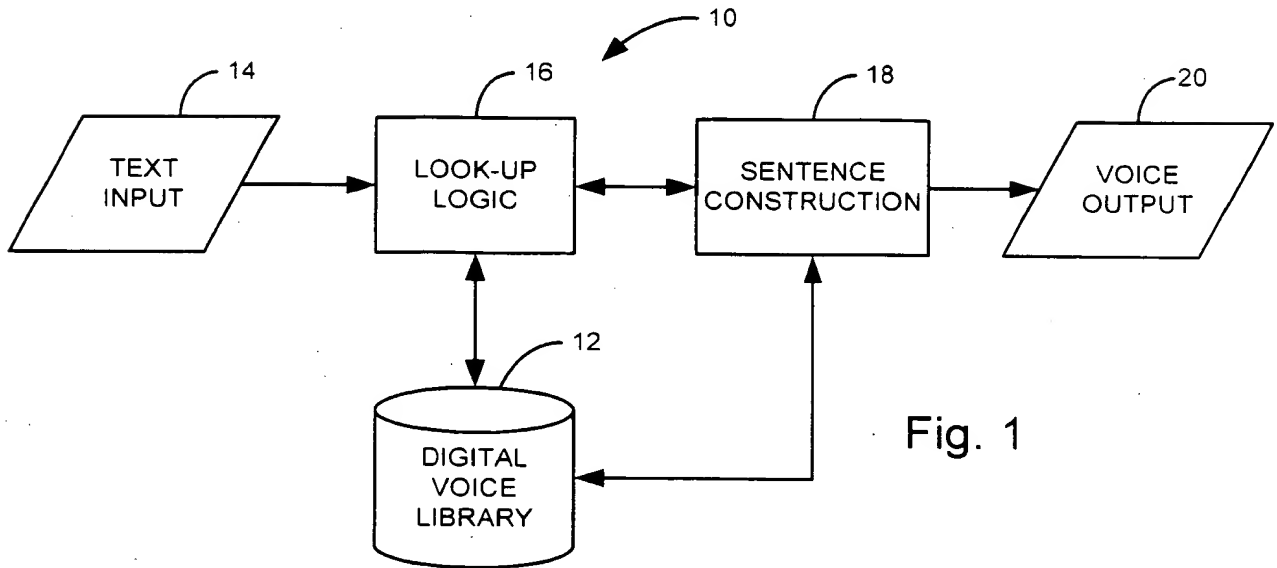 10
14
16
18
20
TEXT
INPUT
LOOK-UP
LOGIC
SENTENCE
CONSTRUCTION
VOICE
OUTPUT
12
DIGITAL
VOICE
LIBRARY
Fig. 1